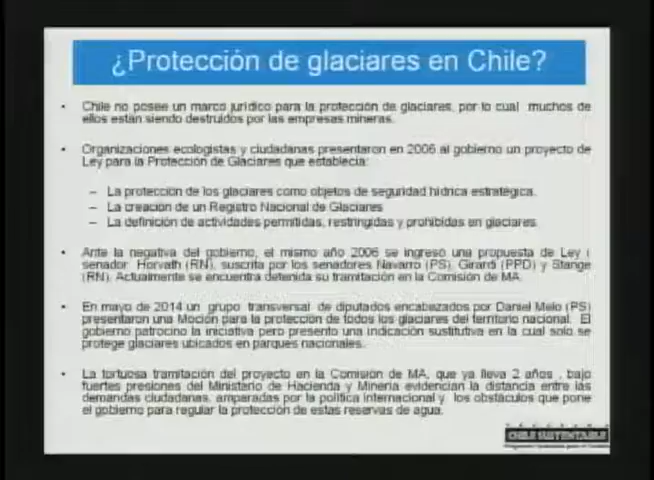 ¿Protección de glaciares en Chile?
• Chile no posee un marco jurídico para la protección de glaciares, por lo cual muchos de
ellos están siendo destruidos por las empresas mineras.
• Organizaciones ecologistas y ciudadanas presentaron en 2006 al gobierno un proyecto de
Ley para la Protección de Glaciares que establecía:
– La protección de los glaciares como objetos de seguridad hídrica estratégica.
– La creación de un Registro Nacional de Glaciares
– La definición de actividades permitidas, restringidas y prohibidas en glaciares
• Ante la negativa del gobierno, el mismo año 2006 se ingreso una propuesta de Ley (
senador Horvath (RN), suscrita por los senadores Navarro (PS), Girardi (PPD) y Stange
(RN). Actualmente se encuentra detenida su tramitación en la Comisión de MA.
• En mayo de 2014 un grupo transversal de diputados encabezados por Daniel Melo (PS)
presentaron una Moción para la protección de todos los glaciares del territorio nacional. El
gobierno patrocino la iniciativa pero presento una indicación sustitutiva en la cual solo se
protege glaciares ubicados en parques nacionales.
• La tortuosa tramitación del proyecto en la Comisión de MA, que ya lleva 2 años , bajo
fuertes presiones del Ministerio de Hacienda y Minería evidencian la distancia entre las
demandas ciudadanas, amparadas por la política internacional y los obstáculos que pone
el gobierno para regular la protección de estas reservas de agua.
CHILE SUSTENTABLE